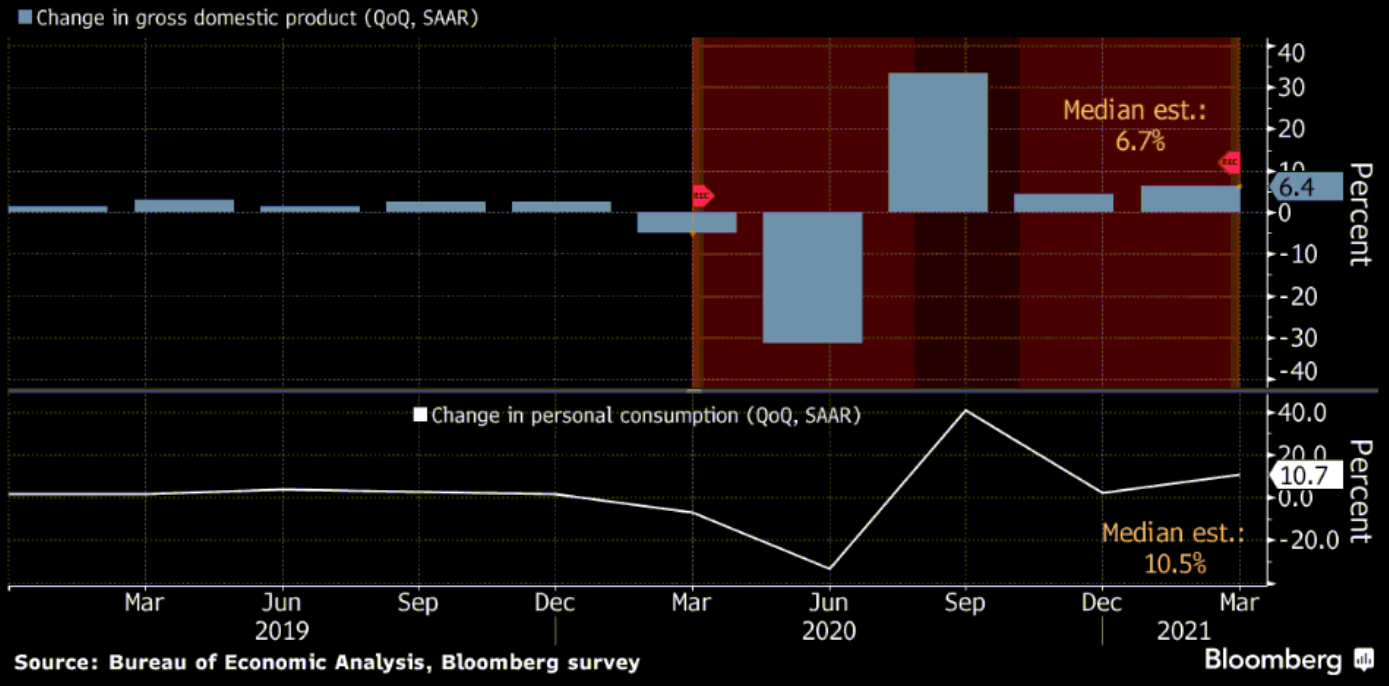 Change in gross domestic product (QoQ, SAAR)
40
30
20
Median est.:
6.7%
REC
REC
10
6.4
0
-10
-20
-30
-40
Percent
Change in personal consumption (QoQ, SAAR)
40.0
20.0
10.7
0.0
-20.0
Percent
Median est.:
10.5%
Mar Jun Sep Dec Mar Jun Sep Dec Mar
2019 2020 2021
Source: Bureau of Economic Analysis, Bloomberg survey
Bloomberg